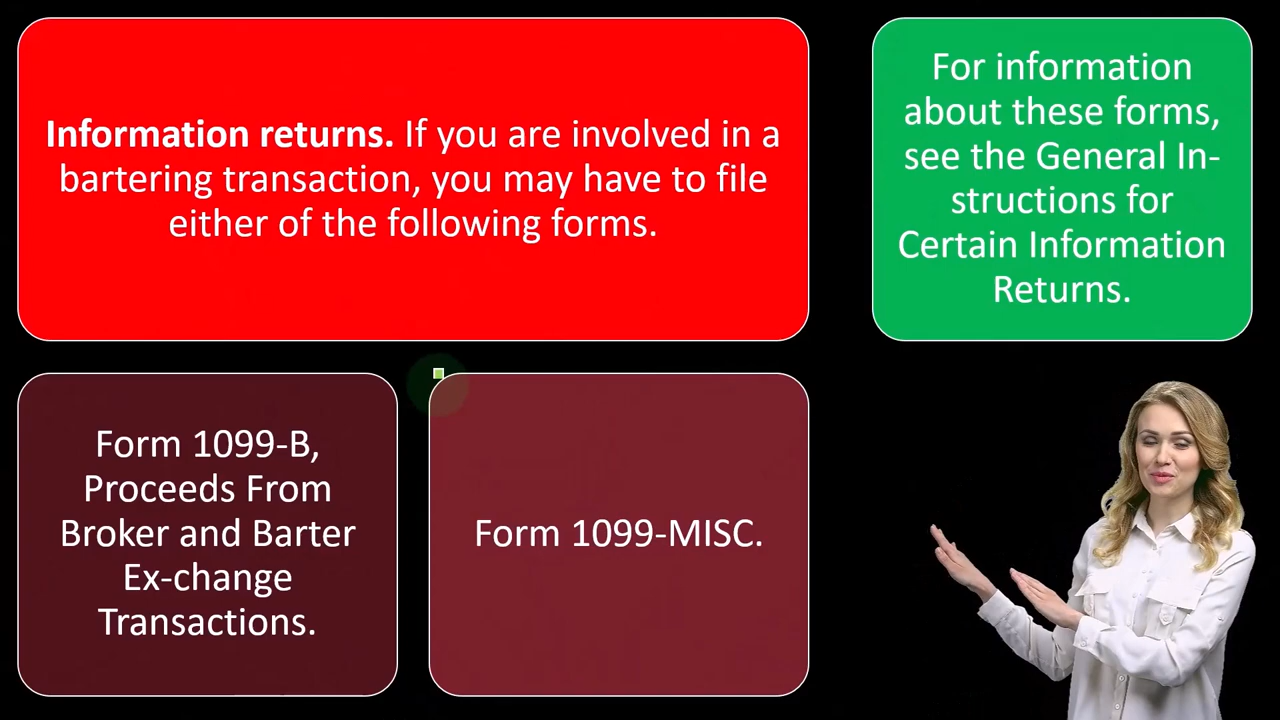 Information returns. If you are involved in a
bartering transaction, you may have to file
either of the following forms.
For information
about these forms,
see the General In-
structions for
Certain Information
Returns.
Form 1099-B,
Proceeds From
Broker and Barter
Ex-change
Transactions.
Form 1099-MISC.